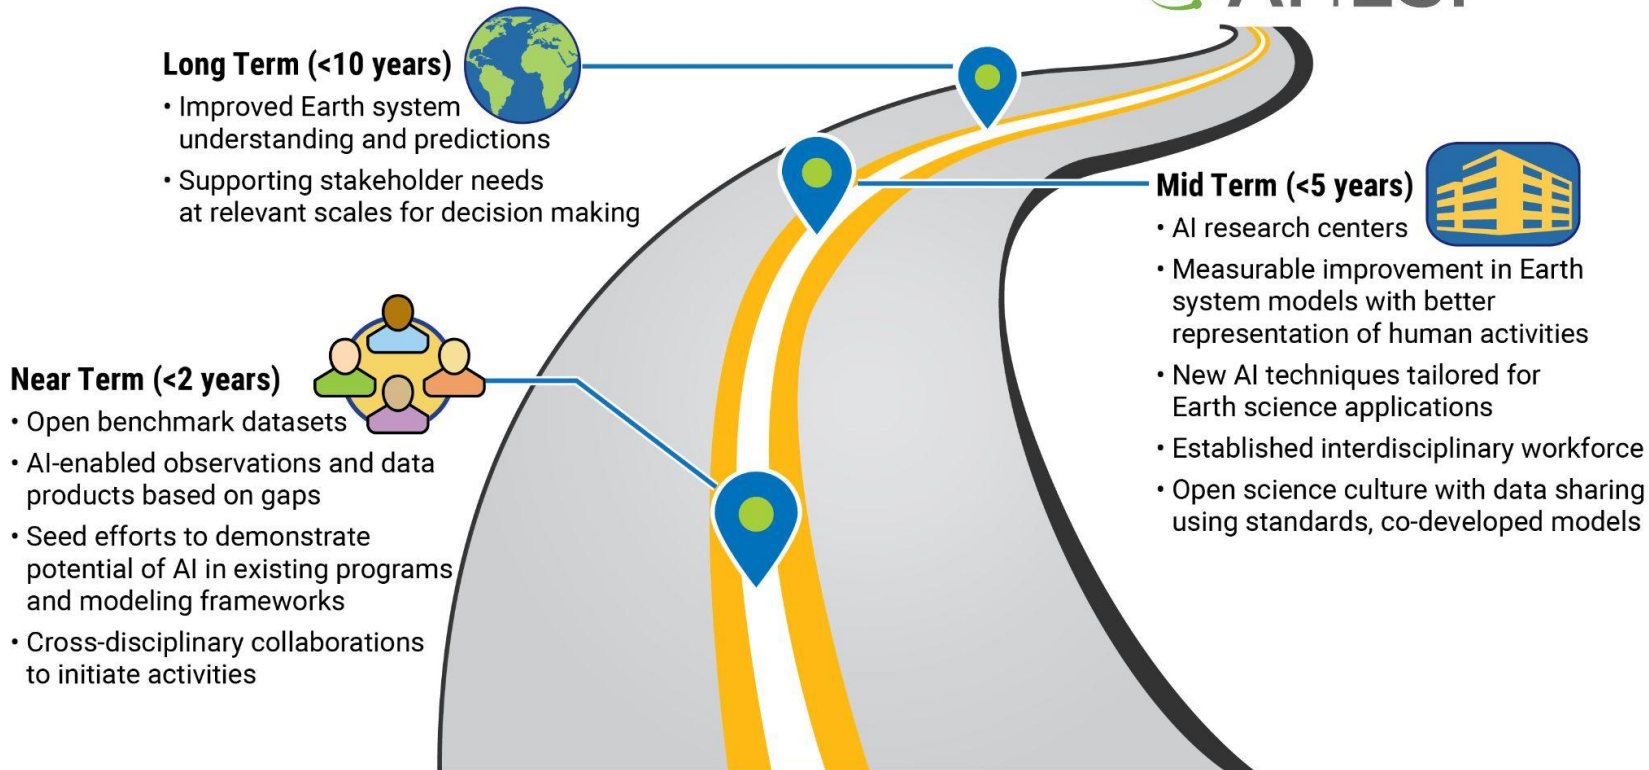 Long Term (<10 years)
• Improved Earth system
understanding and predictions
• Supporting stakeholder needs
at relevant scales for decision making
Mid Term (<5 years)
• AI research centers
• Measurable improvement in Earth
system models with better
representation of human activities
• New AI techniques tailored for
Earth science applications
• Established interdisciplinary workforce
• Open science culture with data sharing
using standards, co-developed models
Near Term (<2 years)
• Open benchmark datasets
• AI-enabled observations and data
products based on gaps
• Seed efforts to demonstrate
potential of AI in existing programs
and modeling frameworks
• Cross-disciplinary collaborations
to initiate activities